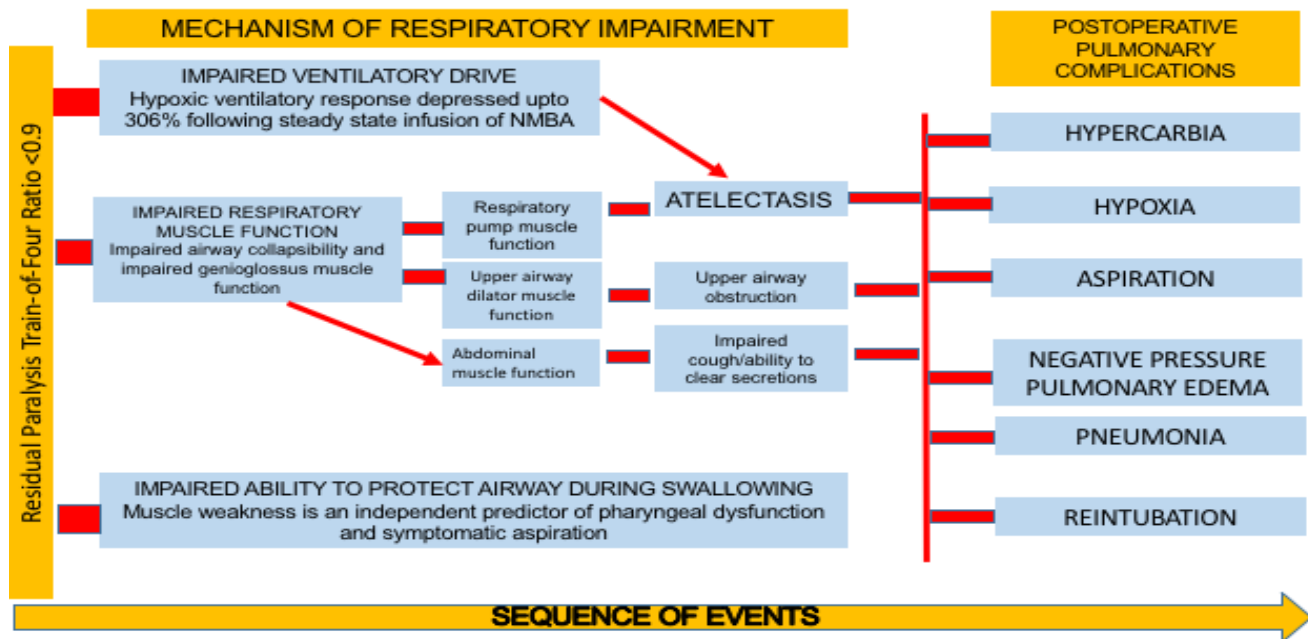 MECHANISM OF RESPIRATORY IMPAIRMENT
POSTOPERATIVE
PULMONARY
COMPLICATIONS
Residual Paralysis Train-of-Four Ratio <0.9
IMPAIRED VENTILATORY DRIVE
Hypoxic ventilatory response depressed upto
306% following steady state infusion of NMBA
IMPAIRED RESPIRATORY
MUSCLE FUNCTION
Impaired airway collapsibility and
impaired genioglossus muscle
function
Respiratory
pump muscle
function
ATELECTASIS
Upper airway
dilator muscle
function
Upper airway
obstruction
Abdominal
muscle function
Impaired
cough/ability to
clear secretions
IMPAIRED ABILITY TO PROTECT AIRWAY DURING SWALLOWING
Muscle weakness is an independent predictor of pharyngeal dysfunction
and symptomatic aspiration
HYPERCARBIA
HYPOXIA
ASPIRATION
NEGATIVE PRESSURE
PULMONARY EDEMA
PNEUMONIA
REINTUBATION
SEQUENCE OF EVENTS